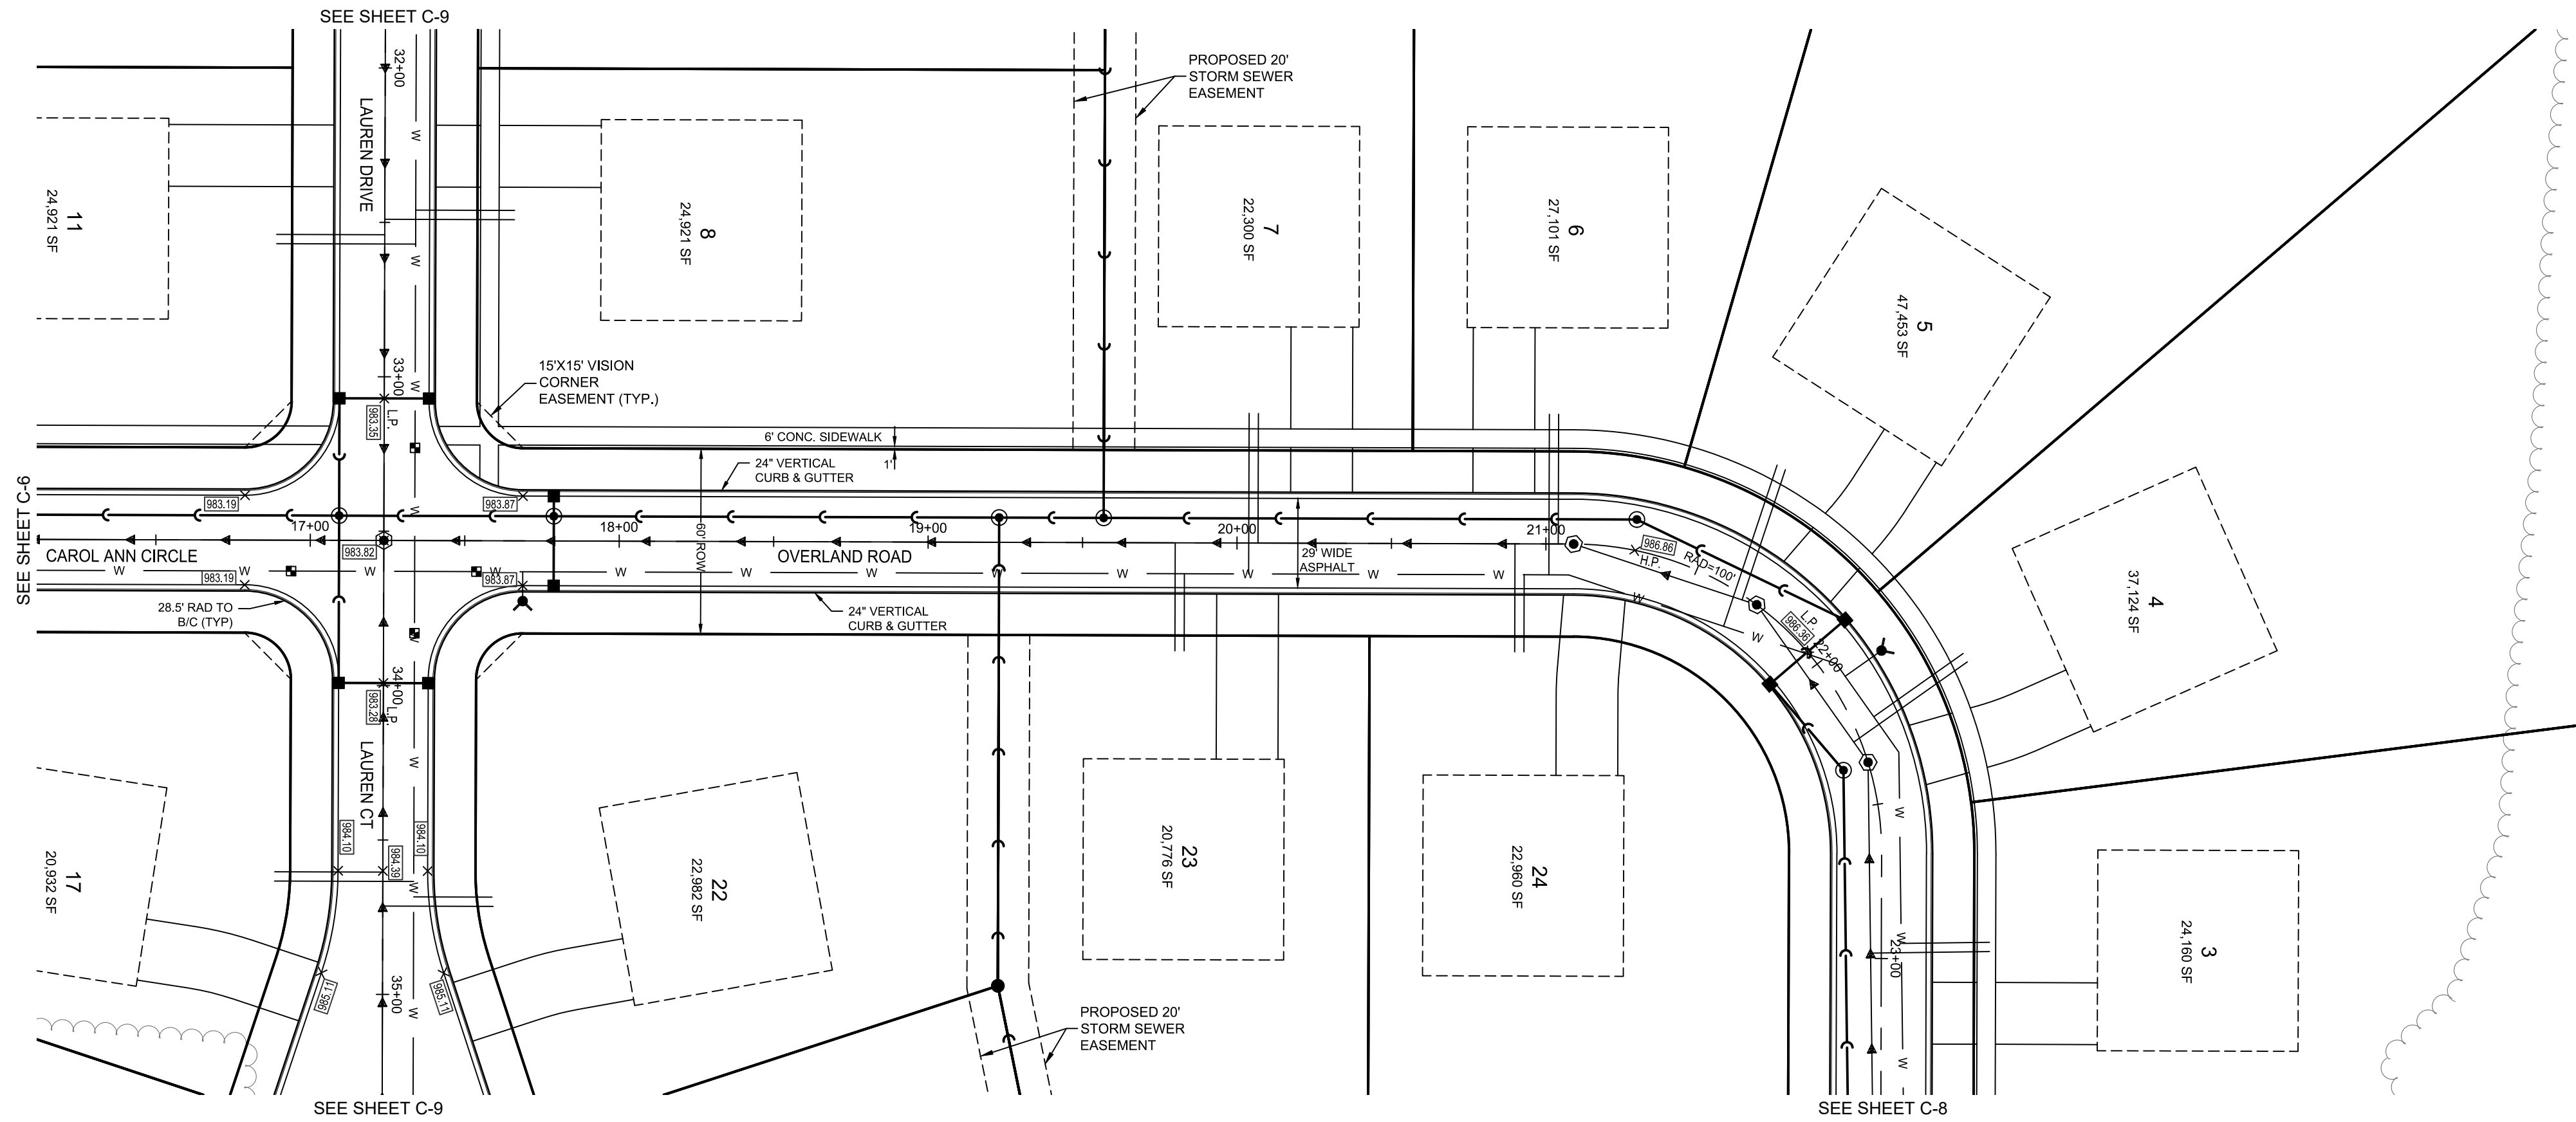 SEE SHEET C-9
32+00
LAUREN DRIVE
W
W
W
PROPOSED 20'
STORM SEWER
EASEMENT
11
24,921 SF
8
24,921 SF
7
22,300 SF
6
27,101 SF
5
47,453 SF
4
37,124 SF
33+00
L.P.
983.35
15'X15' VISION
CORNER
EASEMENT (TYP.)
6' CONC. SIDEWALK
1'
24" VERTICAL
CURB & GUTTER
SEE SHEET C-9
983.19
983.87
W
17+00
18+00
19+00
20+00
21+00
983.82
CAROL ANN CIRCLE
60' ROW
OVERLAND ROAD
29' WIDE
ASPHALT
986.86
H.P.
RAD=100'
W
W
W
W
W
W
W
W
W
W
W
W
983.19
983.87
28.5' RAD TO
B/C (TYP)
24" VERTICAL
CURB & GUTTER
W
W
W
L.P.
986.36
22+00
34+00
L.P.
983.28
LAUREN CT
W
984.10
984.39
984.10
W
17
20,932 SF
22
22,982 SF
23
20,776 SF
24
22,960 SF
W
W
23+00
3
24,160 SF
985.11
985.11
35+00
W
W
PROPOSED 20'
STORM SEWER
EASEMENT
SEE SHEET C-9
SEE SHEET C-8